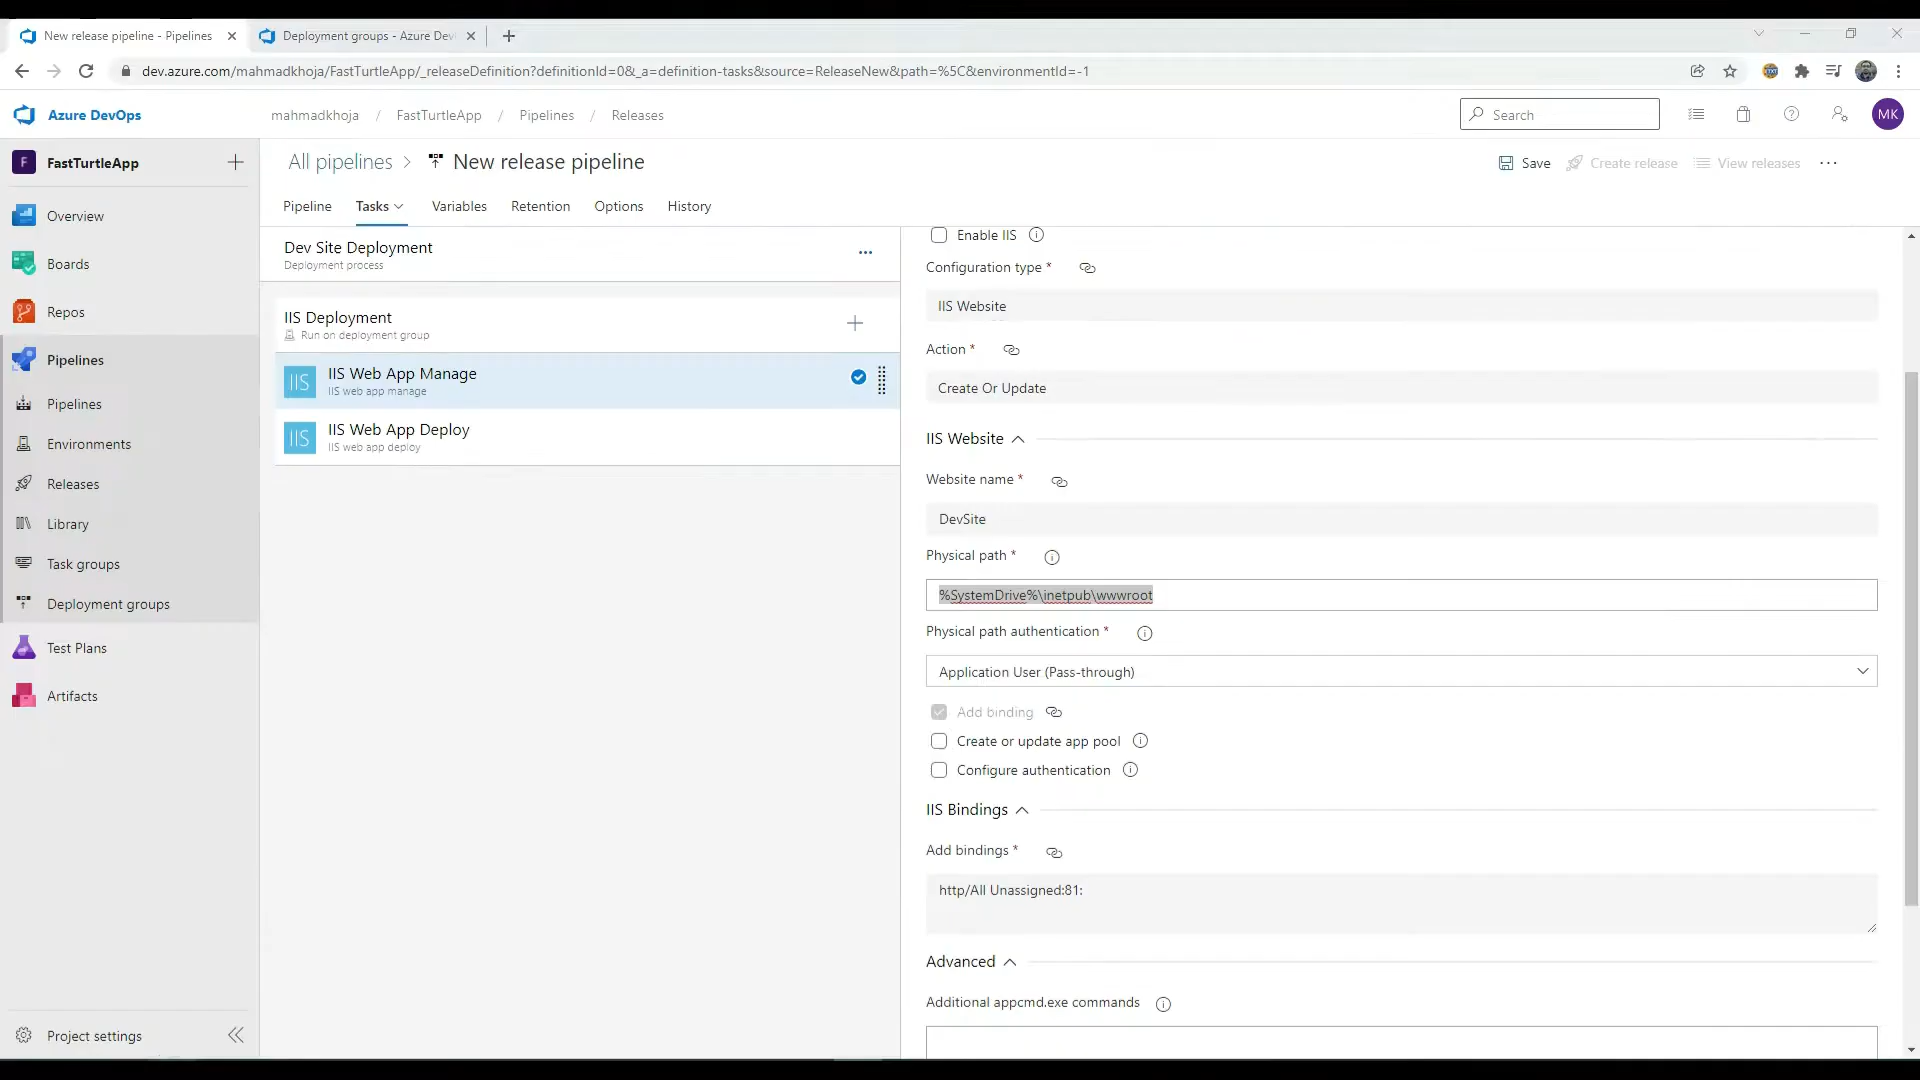 New release pipeline - Pipelines
Deployment groups - Azure Dev
dev.azure.com/mahmadkhoja/FastTurtleApp/_releaseDefinition?definitionId=0&_a=definition-tasks&source=ReleaseNew&path=%5C&environmentId=-1
Azure DevOps
mahmadkhoja / FastTurtleApp / Pipelines / Releases
Search
MK
F FastTurtleApp
Overview
Boards
Repos
Pipelines
Pipelines
Environments
Releases
Library
Task groups
Deployment groups
Test Plans
Artifacts
Project settings
All pipelines > New release pipeline
Save
Create release
View releases
Pipeline
Tasks
Variables
Retention
Options
History
Dev Site Deployment
Deployment process
IIS Deployment
Run on deployment group
IIS
IIS Web App Manage
IIS web app manage
IIS
IIS Web App Deploy
IIS web app deploy
Enable IIS
Configuration type *
IIS Website
Action *
Create Or Update
IIS Website
Website name *
DevSite
Physical path *
%SystemDrive%\inetpub\wwwroot
Physical path authentication *
Application User (Pass-through)
Add binding
Create or update app pool
Configure authentication
IIS Bindings
Add bindings *
http/All Unassigned:81:
Advanced
Additional appcmd.exe commands